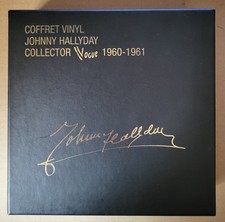 COFFRET VINYL
JOHNNY HALLYDAY
COLLECTOR Vogue 1960-1961
Johnny Hallyday